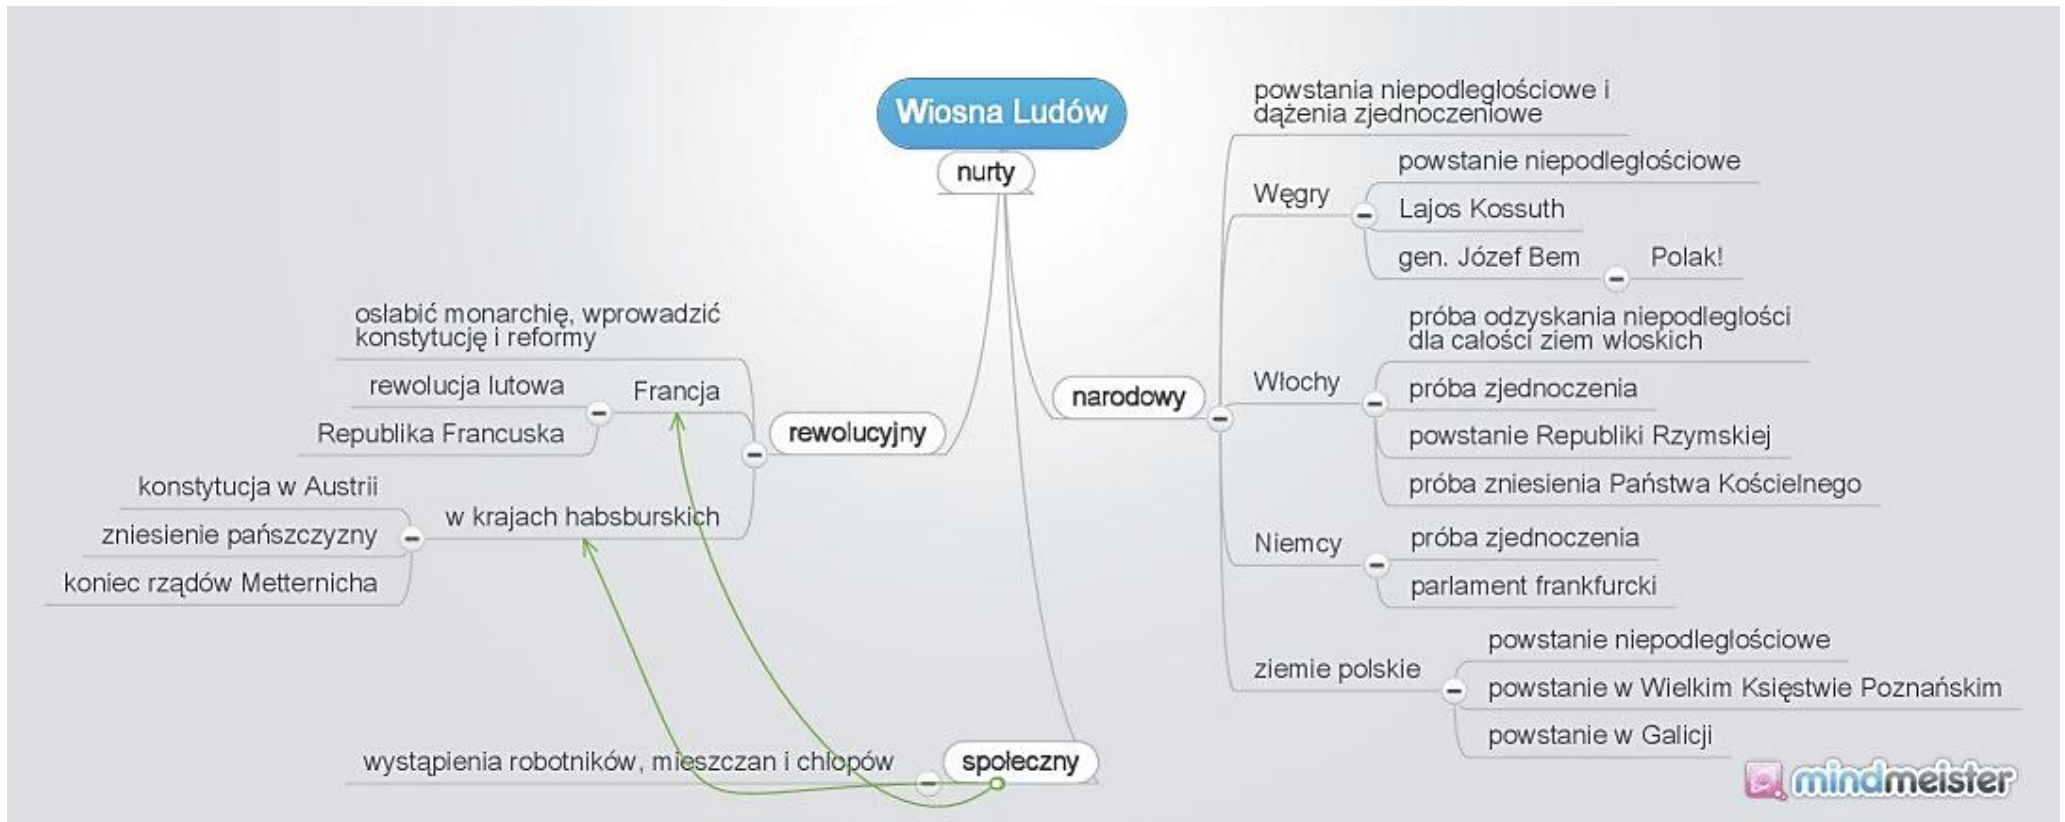 Wiosna Ludów
nurty
rewolucyjny
osłabić monarchię, wprowadzić
konstytucję i reformy
Francja
rewolucja lutowa
Republika Francuska
w krajach habsburskich
konstytucja w Austrii
zniesienie pańszczyzny
koniec rządów Metternicha
społeczny
wystąpienia robotników, mieszczan i chłopów
narodowy
powstania niepodległościowe i
dążenia zjednoczeniowe
Węgry
powstanie niepodległościowe
Lajos Kossuth
gen. Józef Bem
Polak!
Włochy
próba odzyskania niepodległości
dla całości ziem włoskich
próba zjednoczenia
powstanie Republiki Rzymskiej
próba zniesienia Państwa Kościelnego
Niemcy
próba zjednoczenia
parlament frankfurcki
ziemie polskie
powstanie niepodległościowe
powstanie w Wielkim Księstwie Poznańskim
powstanie w Galicji
mindmeister